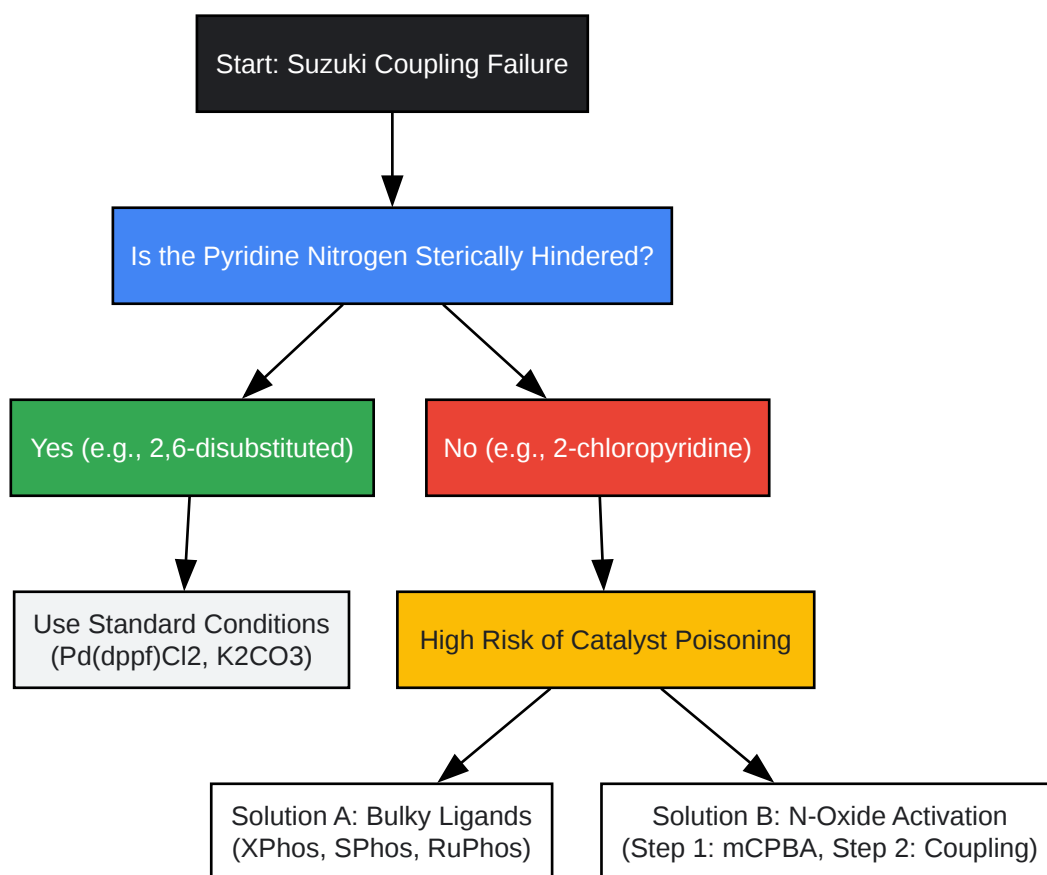 Start: Suzuki Coupling Failure
Is the Pyridine Nitrogen Sterically Hindered?
Yes (e.g., 2,6-disubstituted)
No (e.g., 2-chloropyridine)
Use Standard Conditions
(Pd(dppf)Cl2, K2CO3)
High Risk of Catalyst Poisoning
Solution A: Bulky Ligands
(XPhos, SPhos, RuPhos)
Solution B: N-Oxide Activation
(Step 1: mCPBA, Step 2: Coupling)